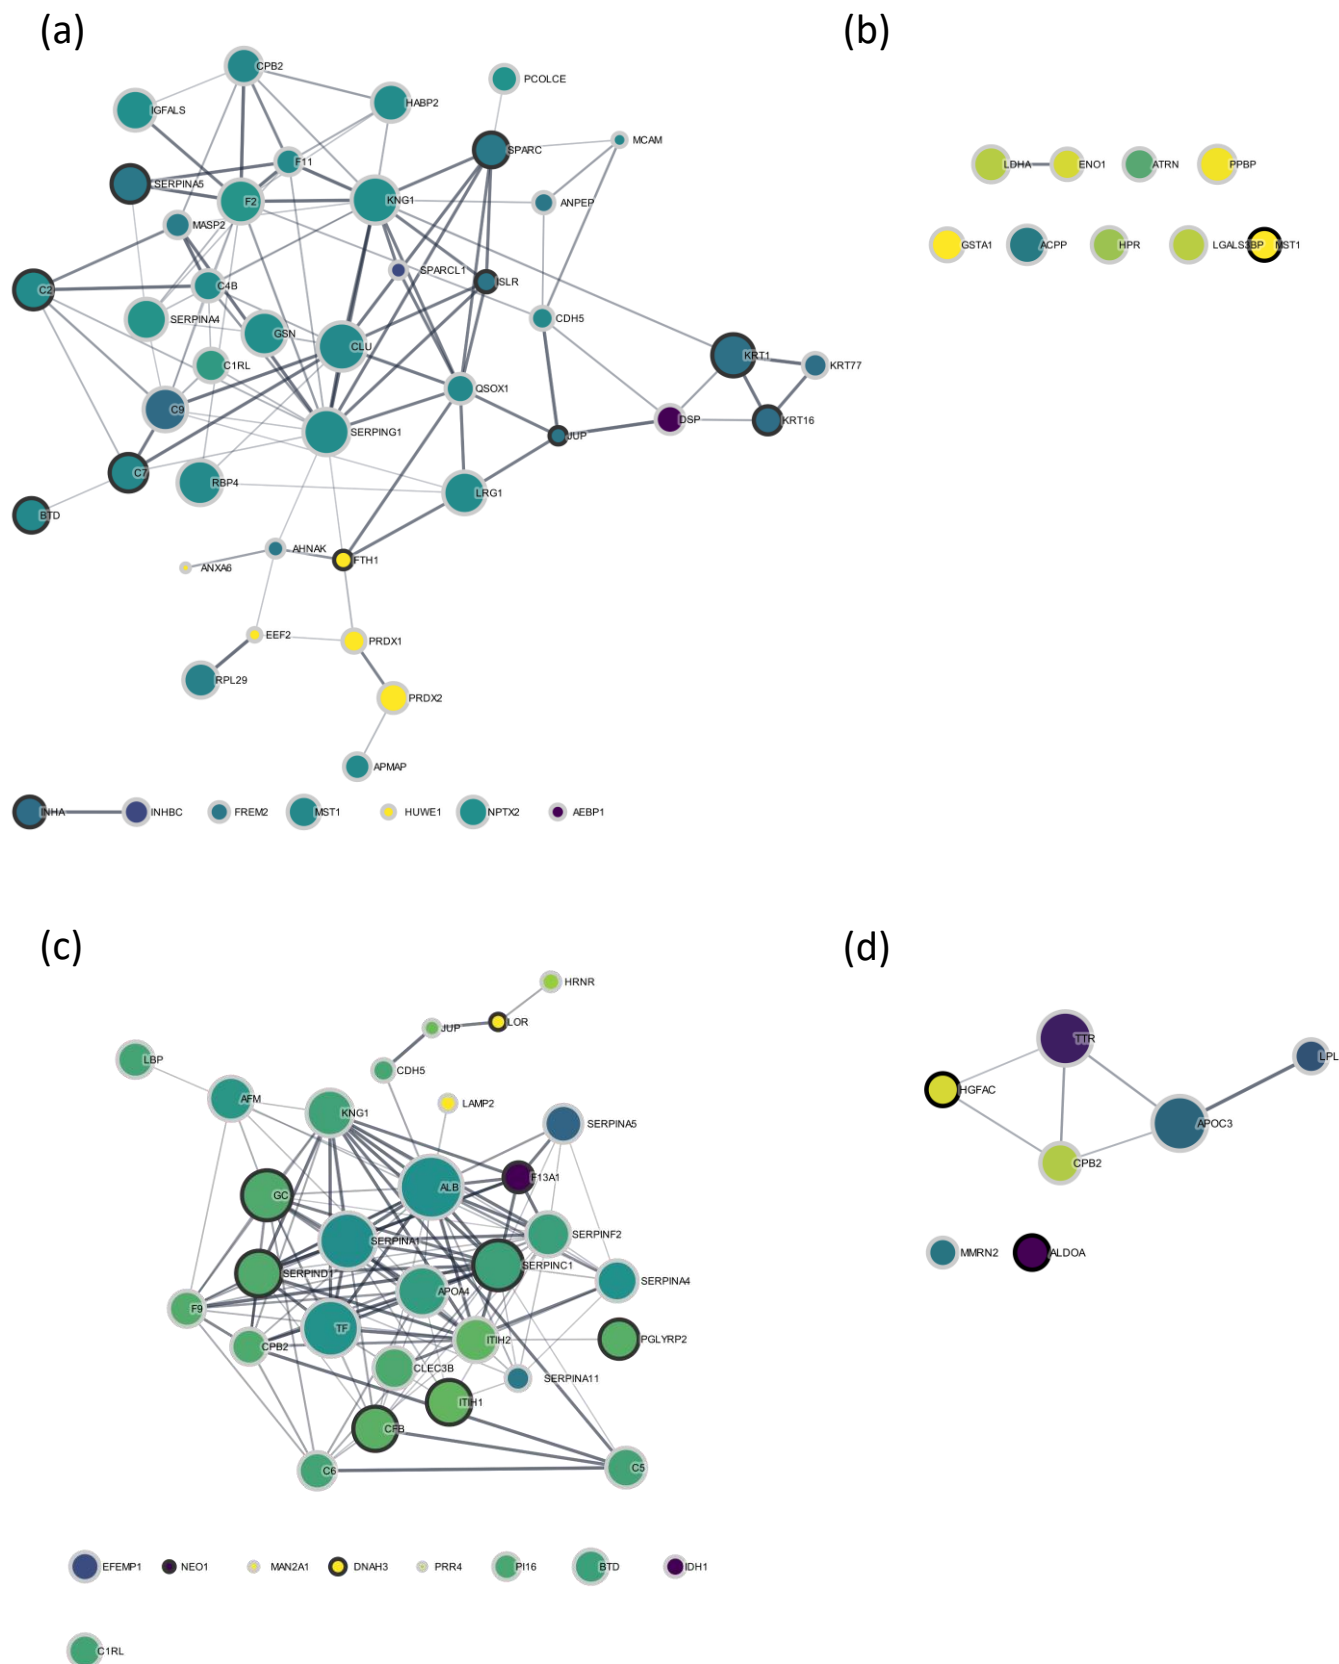 (a)
(b)
CPB2
PCOLCE
IGFALS
HABP2
MCAM
SPARC
F11
SERPINA5
F2
KNG1
ANPEP
MASP2
SPARCL1
ISLR
C2
C4B
SERPINA4
GSN
CLU
CDH5
C1RL
KRT1
KRT77
QSOX1
C9
SERPING1
DSP
KRT16
JUP
C7
RBP4
LRG1
BTD
AHNAK
FTH1
ANXA6
EEF2
PRDX1
RPL29
PRDX2
APMAP
INHA
INHBC
FREM2
MST1
HUWE1
NPTX2
AEBP1
LDHA
ENO1
ATRN
PPBP
GSTA1
ACPP
HPR
LGALS3BP
MST1
(c)
(d)
HRNR
LOR
JUP
LBP
CDH5
AFM
KNG1
LAMP2
SERPINA5
GC
ALB
F13A1
SERPINA1
SERPINF2
SERPIND1
SERPINC1
SERPINA4
APOA4
F9
TF
CPB2
ITIH2
PGLYRP2
CLEC3B
SERPINA11
ITIH1
CFB
C6
C5
EFEMP1
NEO1
MAN2A1
DNAH3
PRR4
PI16
BTD
IDH1
C1RL
TTR
LPL
HGFAC
APOC3
CPB2
MMRN2
ALDOA